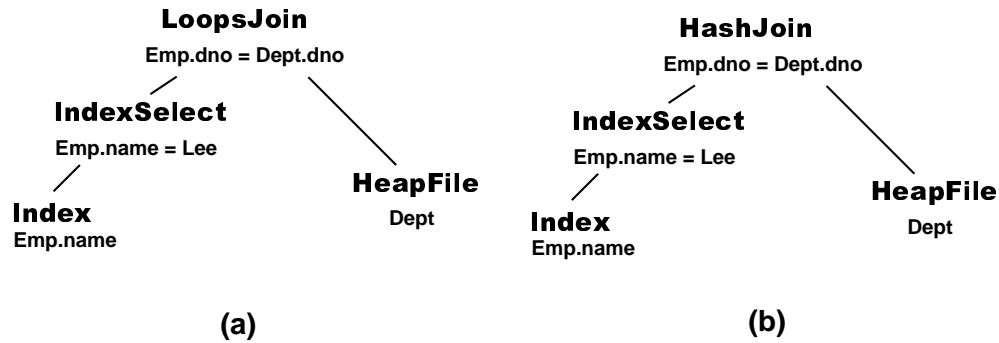 LoopsJoin
Emp.dno = Dept.dno
IndexSelect
Emp.name = Lee
HeapFile
Dept
Index
Emp.name
(a)
HashJoin
Emp.dno = Dept.dno
IndexSelect
Emp.name = Lee
HeapFile
Dept
Index
Emp.name
(b)